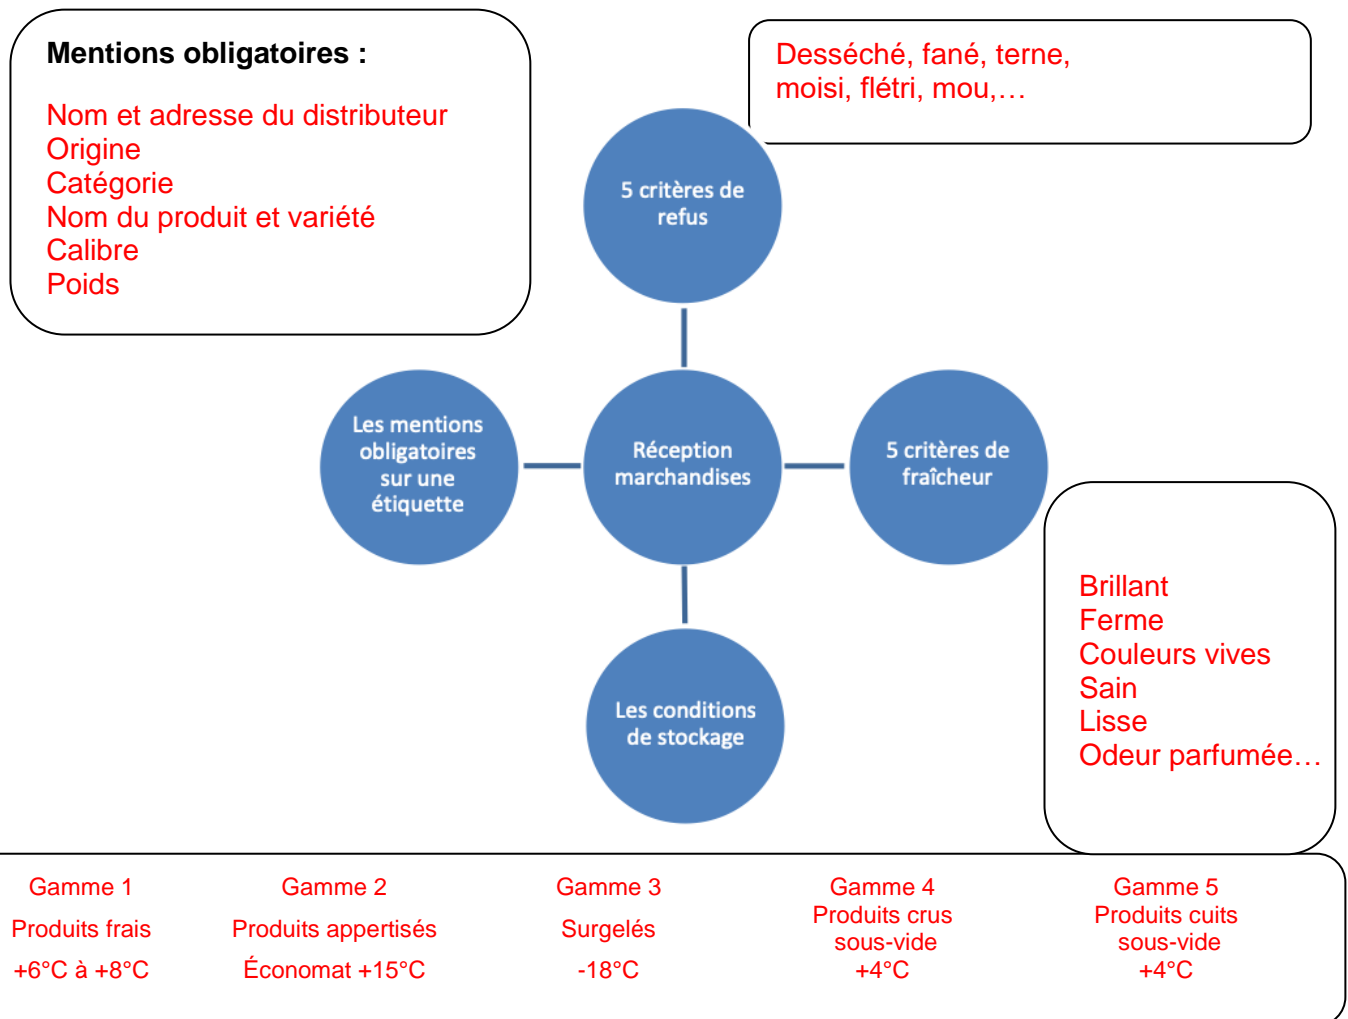 Mentions obligatoires :
Nom et adresse du distributeur
Origine
Catégorie
Nom du produit et variété
Calibre
Poids
Desséché, fané, terne,
moisi, flétri, mou,…
5 critères de
refus
Les mentions
obligatoires
sur une
étiquette
Réception
marchandises
5 critères de
fraîcheur
Brillant
Ferme
Couleurs vives
Sain
Lisse
Odeur parfumée…
Les conditions
de stockage
Gamme 1
Produits frais
+6°C à +8°C
Gamme 2
Produits appertisés
Économat +15°C
Gamme 3
Surgelés
-18°C
Gamme 4
Produits crus
sous-vide
+4°C
Gamme 5
Produits cuits
sous-vide
+4°C